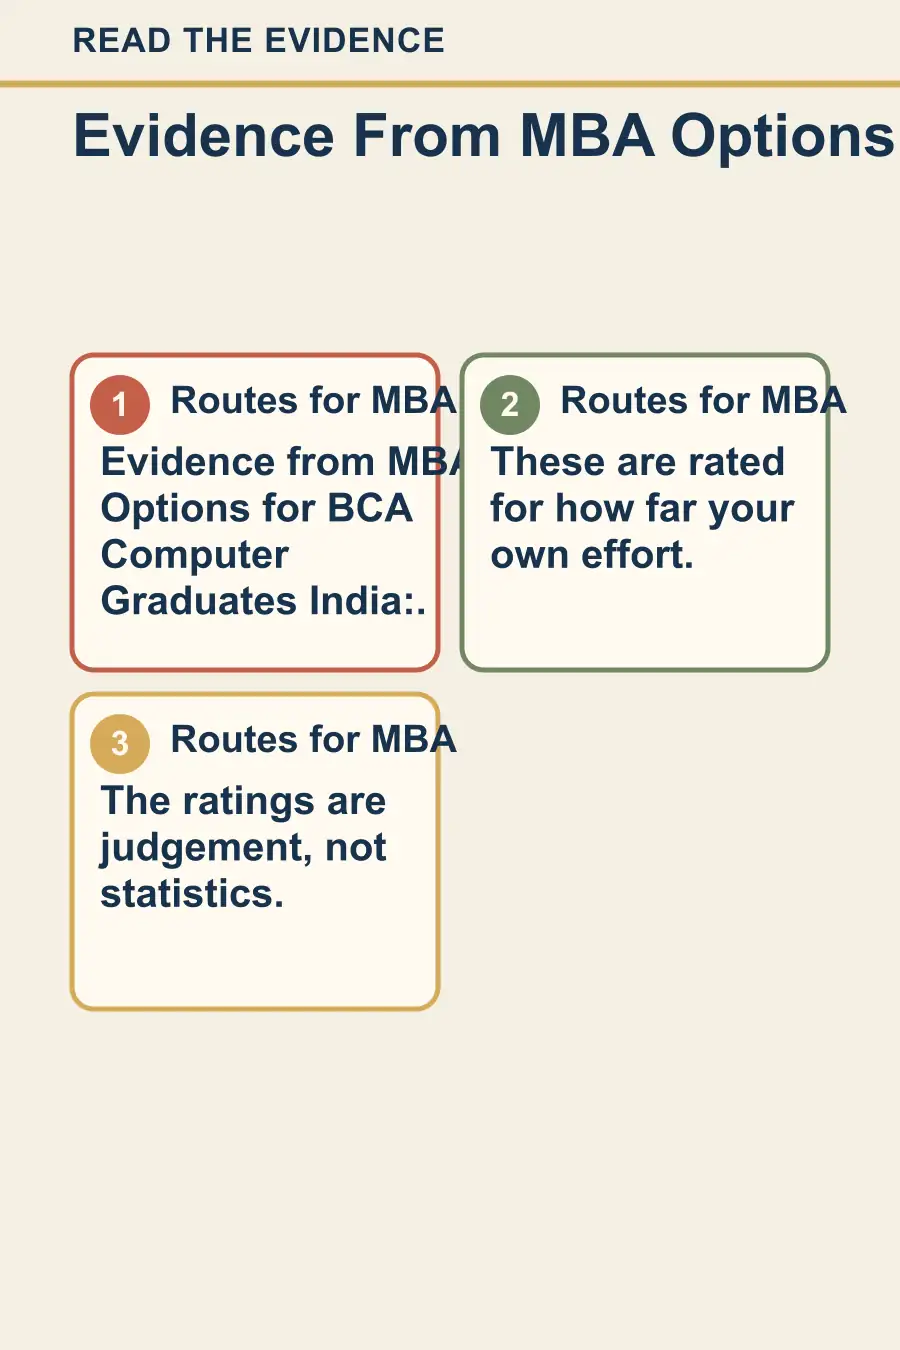 READ THE EVIDENCE
Evidence From MBA Options
1
Routes for MBA
Evidence from MBA
Options for BCA
Computer
Graduates India:.
2
Routes for MBA
These are rated
for how far your
own effort.
3
Routes for MBA
The ratings are
judgement, not
statistics.